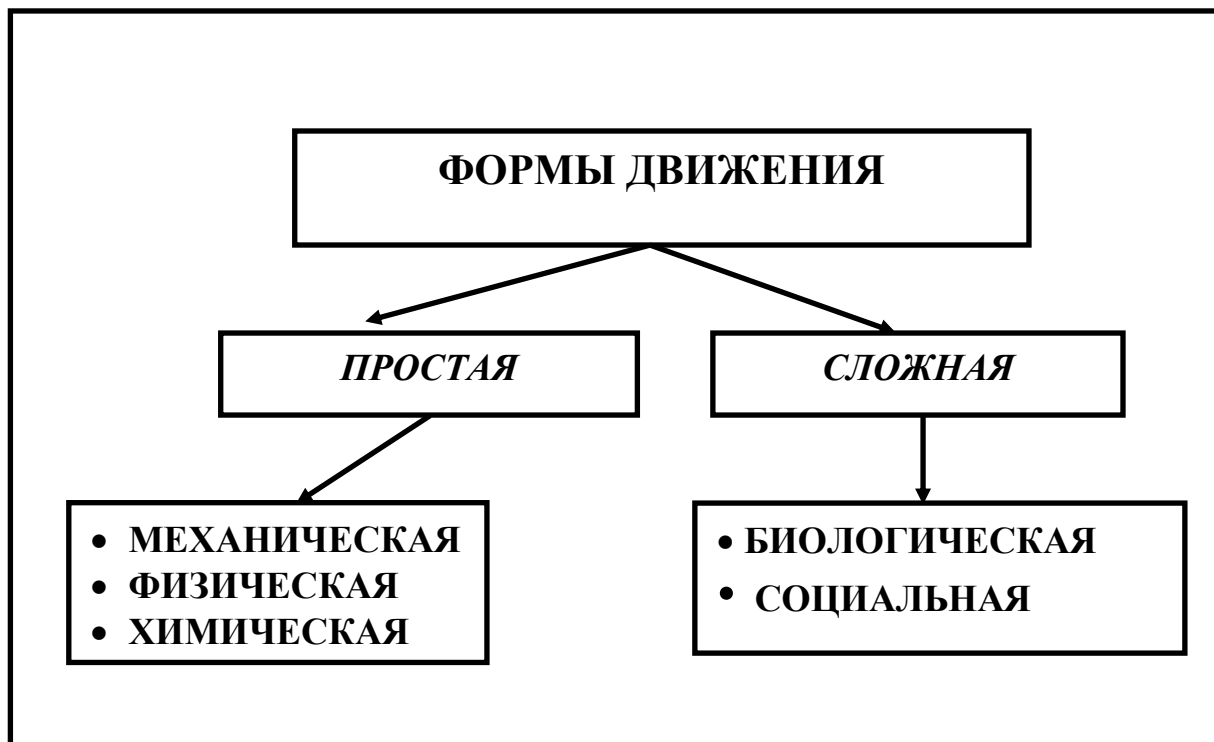 ФОРМЫ ДВИЖЕНИЯ
ПРОСТАЯ
СЛОЖНАЯ
• МЕХАНИЧЕСКАЯ
• ФИЗИЧЕСКАЯ
• ХИМИЧЕСКАЯ
• БИОЛОГИЧЕСКАЯ
• СОЦИАЛЬНАЯ